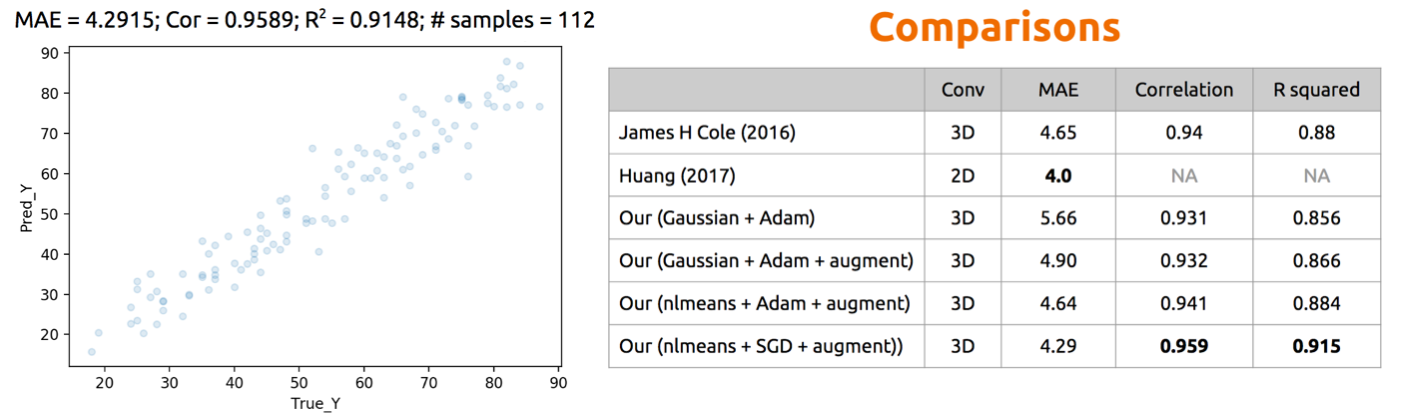 MAE = 4.2915; Cor = 0.9589; R² = 0.9148; # samples = 112
90
80
70
60
50
40
30
20
Pred_Y
20 30 40 50 60 70 80 90
True_Y
Comparisons
Conv MAE Correlation R squared
James H Cole (2016) 3D 4.65 0.94 0.88
Huang (2017) 2D 4.0 NA NA
Our (Gaussian + Adam) 3D 5.66 0.931 0.856
Our (Gaussian + Adam + augment) 3D 4.90 0.932 0.866
Our (nlmeans + Adam + augment) 3D 4.64 0.941 0.884
Our (nlmeans + SGD + augment)) 3D 4.29 0.959 0.915